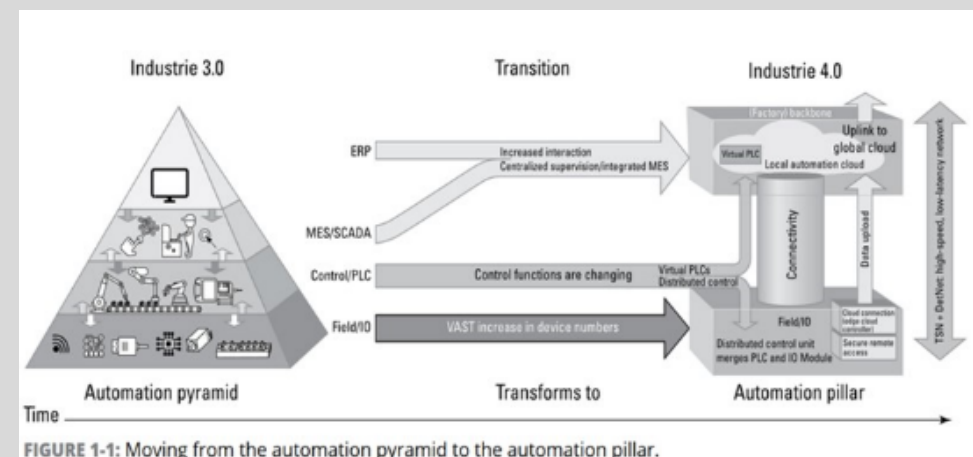 Industrie 3.0
Transition
Industrie 4.0
(Factory) backbone
Uplink to
global cloud
Virtual PLC
Local automation cloud
ERP
Increased interaction
Centralized supervision/integrated MES
MES/SCADA
Control/PLC
Control functions are changing
Virtual PLCs
Distributed control
Connectivity
Data upload
TSN + DetNet: high-speed, low-latency network
Field/IO
VAST increase in device numbers
Field/IO
Distributed control unit
merges PLC and IO Module
Cloud connection
(edge cloud
controller)
Secure remote
access
Automation pyramid
Transforms to
Automation pillar
Time
FIGURE 1-1: Moving from the automation pyramid to the automation pillar.